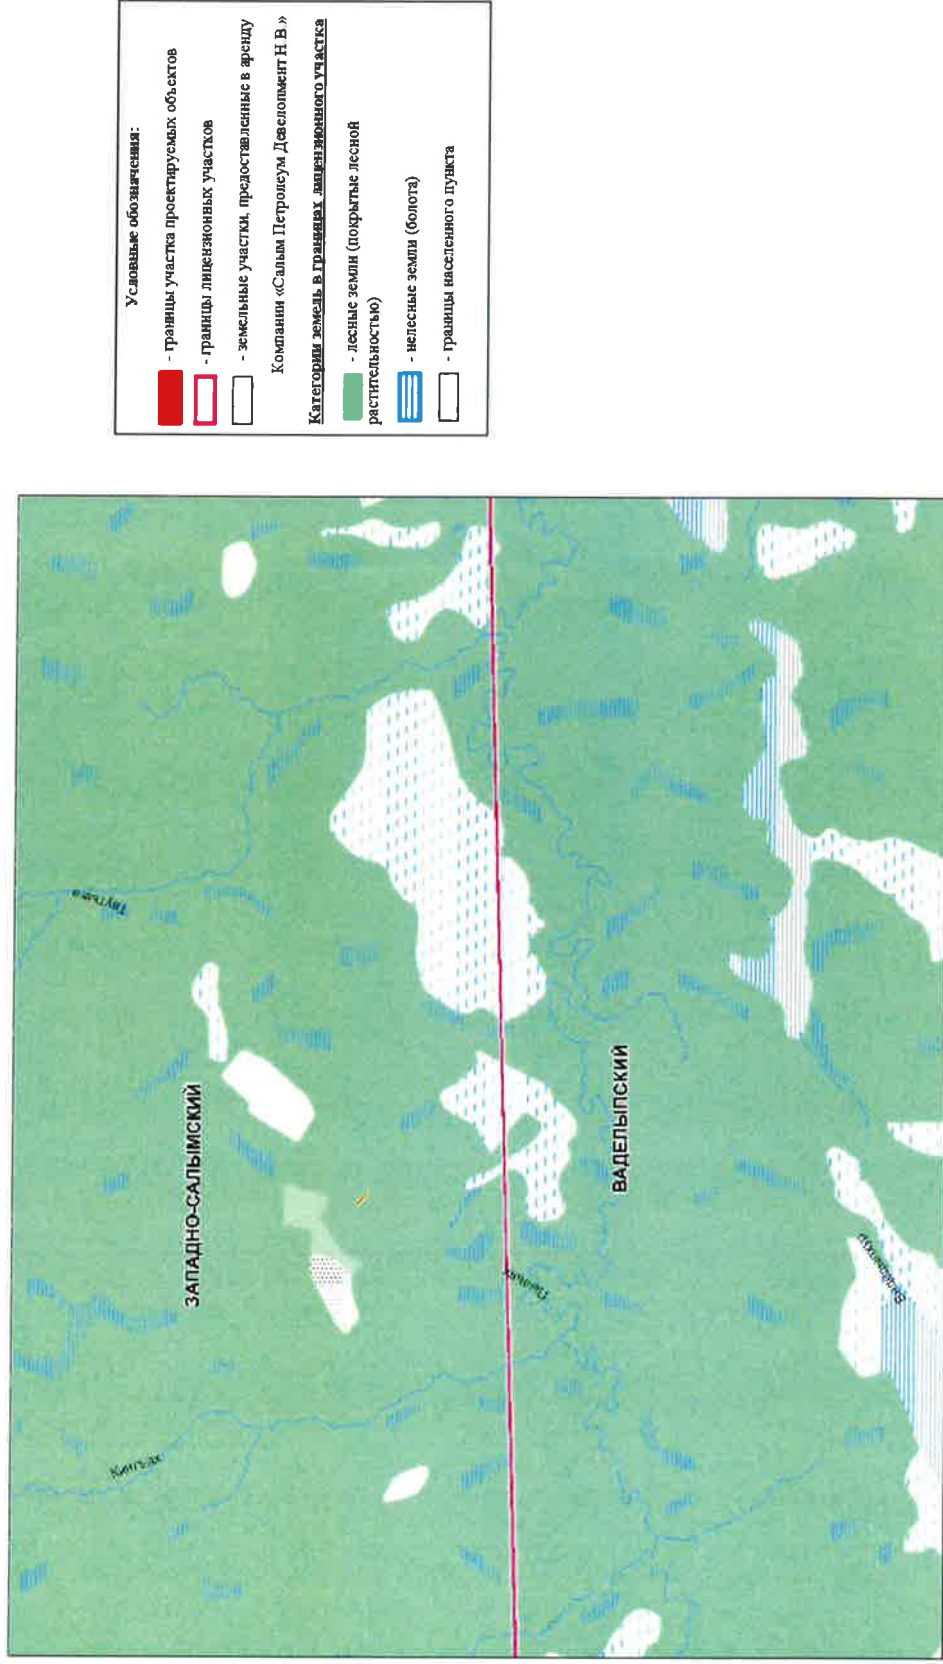 Условные обозначения:
- границы участка проектируемых объектов
- границы лицензионных участков
- земельные участки, предоставленные в аренду
Компании «Салым Петролеум Девелопмент Н.В.»
Категории земель в границах лицензионного участка
- лесные земли (покрытые лесной
растительностью)
- нелесные земли (болота)
- границы населенного пункта
ЗАПАДНО-САЛЫМСКИЙ
ВАДЕЛЫПСКИЙ